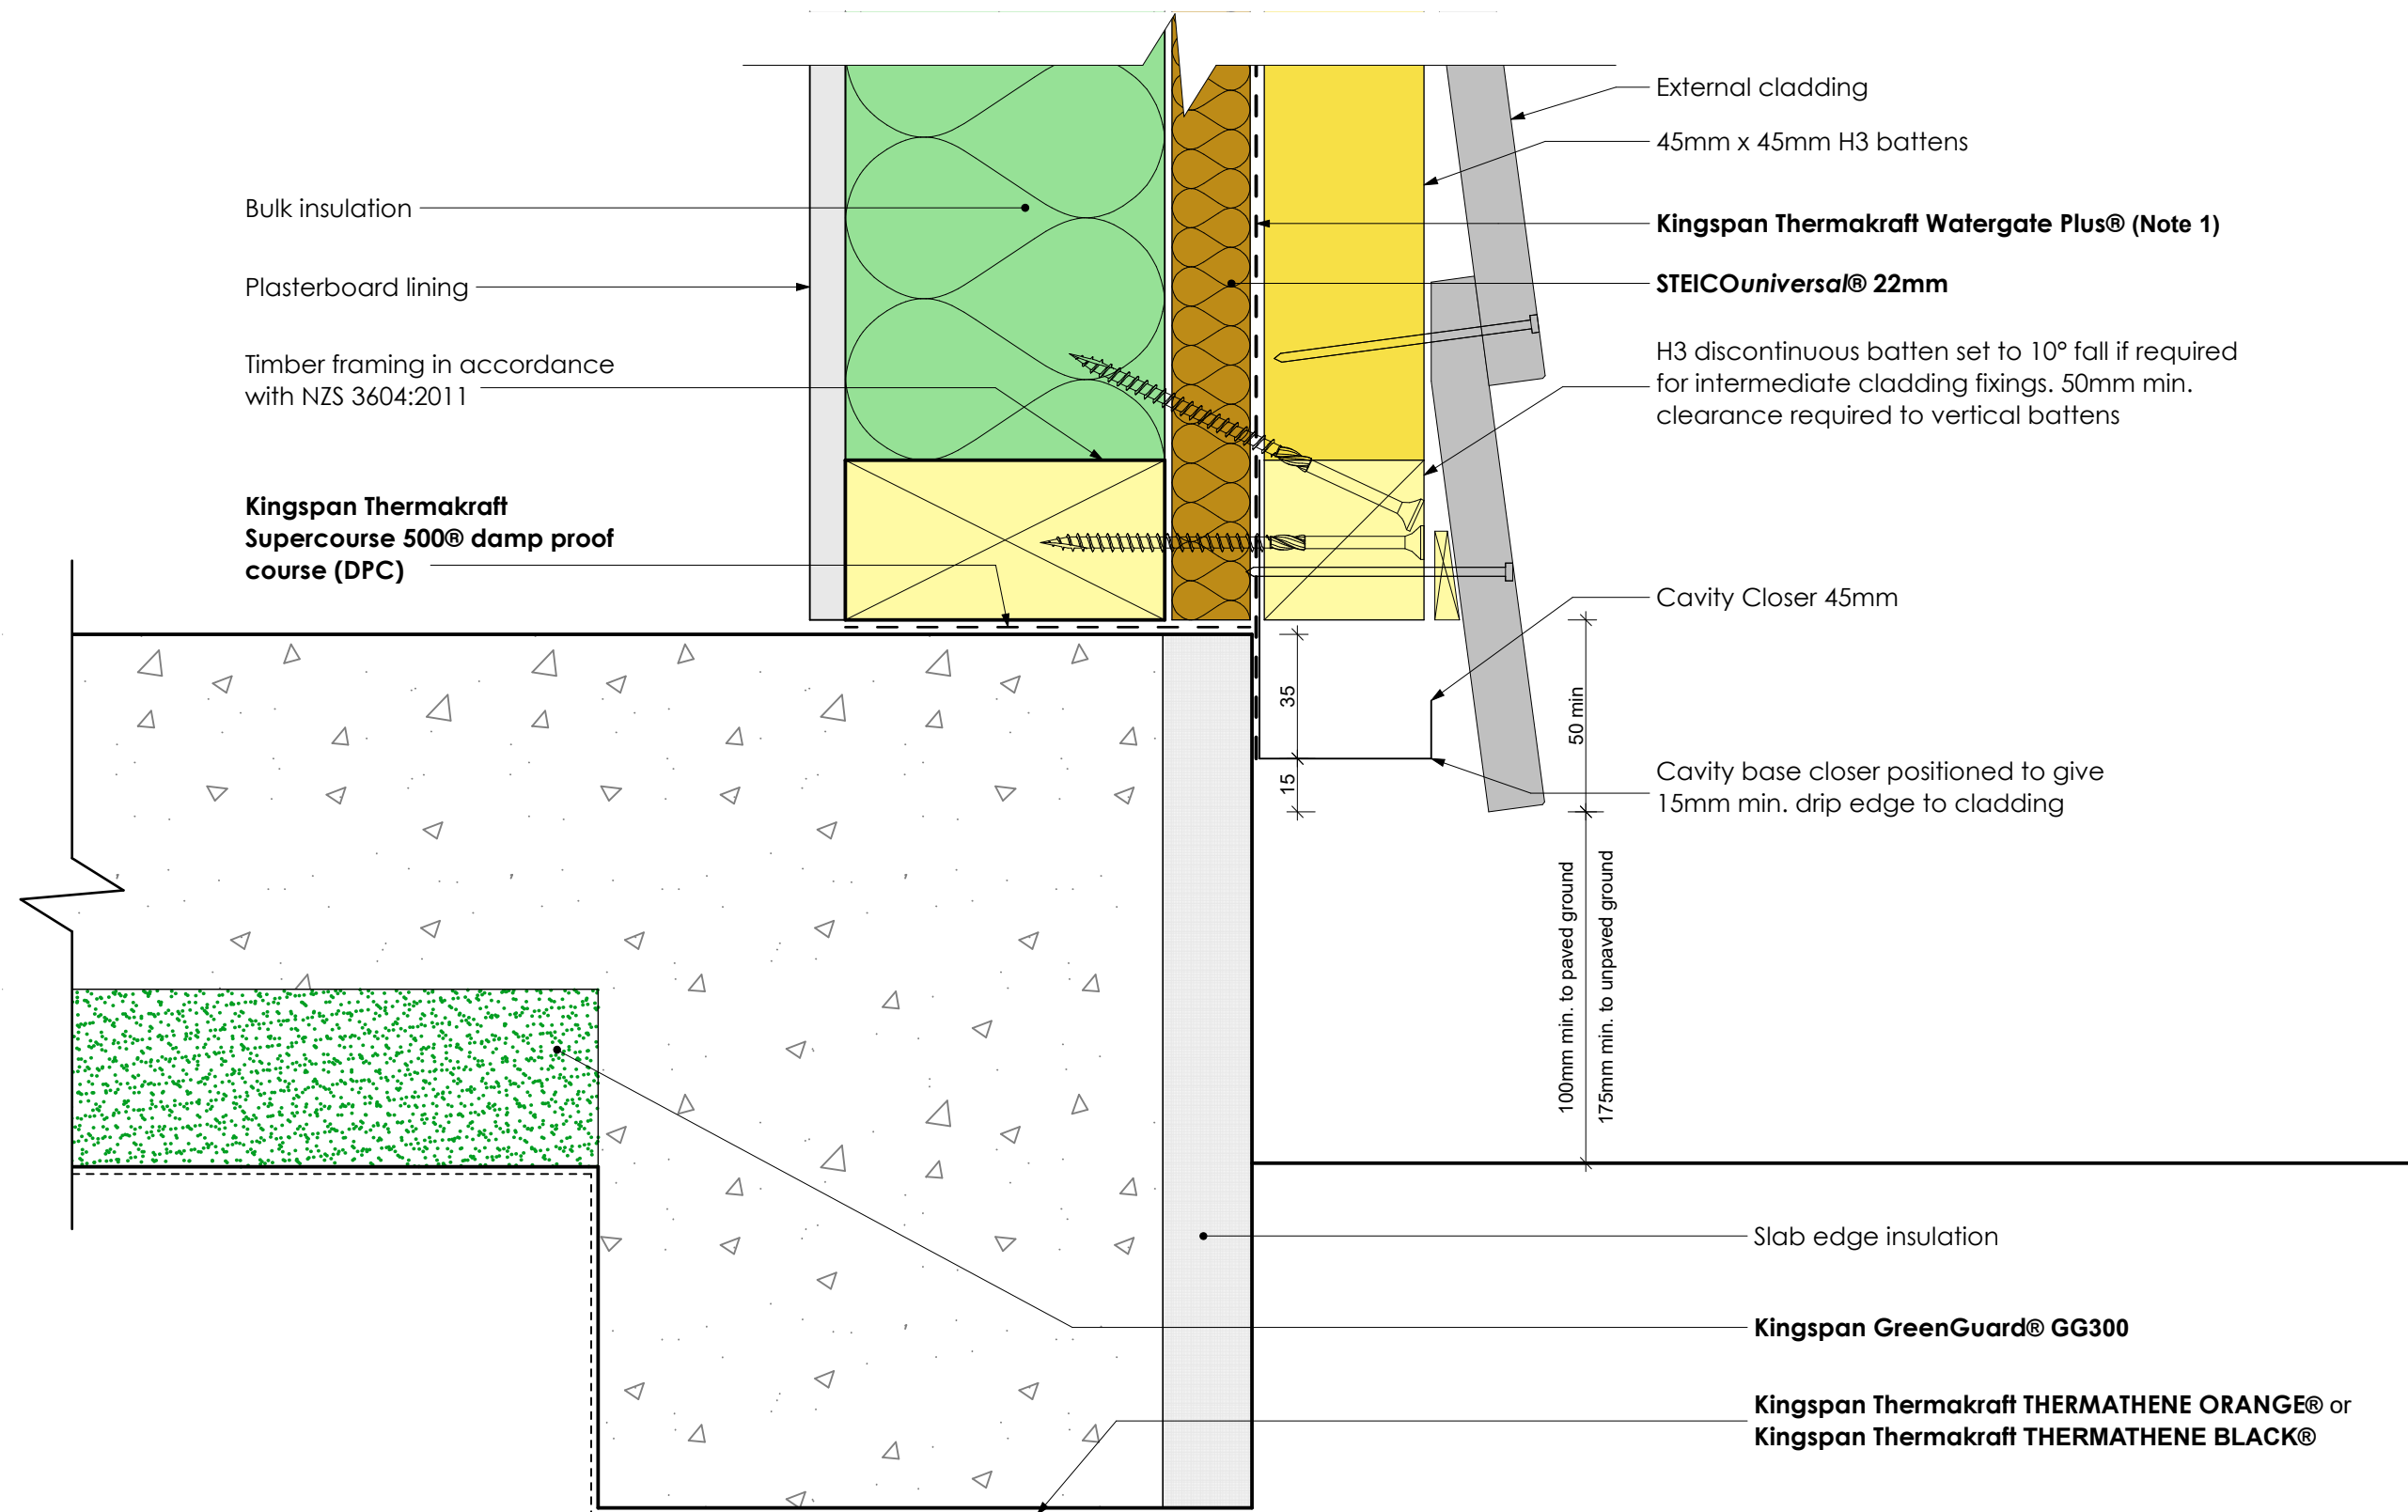 Bulk insulation
Plasterboard lining
Timber framing in accordance
with NZS 3604:2011
Kingspan Thermakraft
Supercourse 500® damp proof
course (DPC)
External cladding
45mm x 45mm H3 battens
Kingspan Thermakraft Watergate Plus® (Note 1)
STEICOuniversal® 22mm
H3 discontinuous batten set to 10° fall if required
for intermediate cladding fixings. 50mm min.
clearance required to vertical battens
Cavity Closer 45mm
35
50 min
Cavity base closer positioned to give
15mm min. drip edge to cladding
15
100mm min. to paved ground
175mm min. to unpaved ground
Slab edge insulation
Kingspan GreenGuard® GG300
Kingspan Thermakraft THERMATHENE ORANGE® or
Kingspan Thermakraft THERMATHENE BLACK®